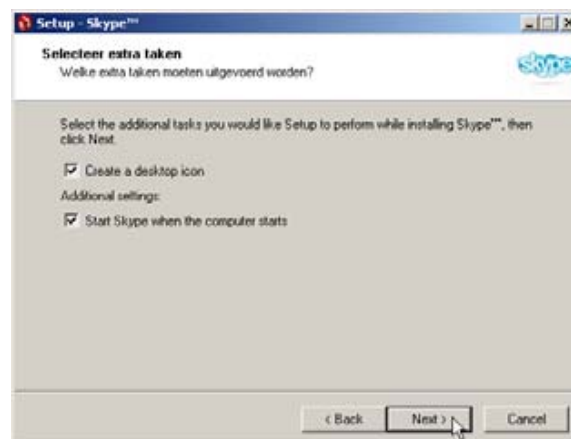 Setup - Skype™
Selecteer extra taken
Welke extra taken moeten uitgevoerd worden?
skype
Select the additional tasks you would like Setup to perform while installing Skype™, then
click Next.
Create a desktop icon
Additional settings:
Start Skype when the computer starts
< Back
Next >
Cancel